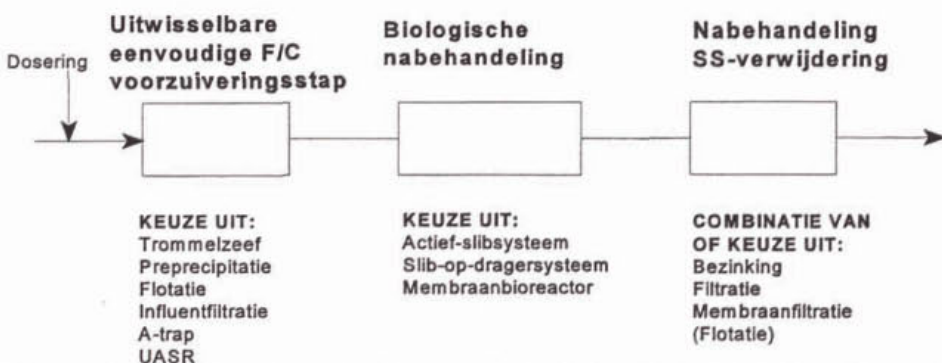 Dosering
Uitwisselbare
eenvoudige F/C
voorzuiveringsstap
Biologische
nabehandeling
Nabehandeling
SS-verwijdering
KEUZE UIT:
Trommelzeef
Preprecipitatie
Flotatie
Influentfiltratie
A-trap
UASR
KEUZE UIT:
Actief-slibsysteem
Slib-op-dragersysteem
Membraanbioreactor
COMBINATIE VAN
OF KEUZE UIT:
Bezinking
Filtratie
Membraanfiltratie
(Flotatie)